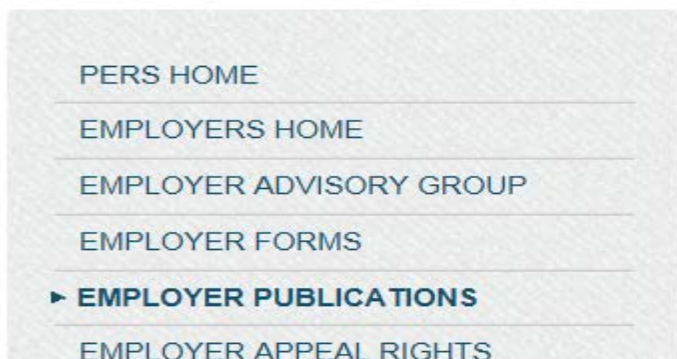 PERS HOME
EMPLOYERS HOME
EMPLOYER ADVISORY GROUP
EMPLOYER FORMS
► EMPLOYER PUBLICATIONS
EMPLOYER APPEAL RIGHTS